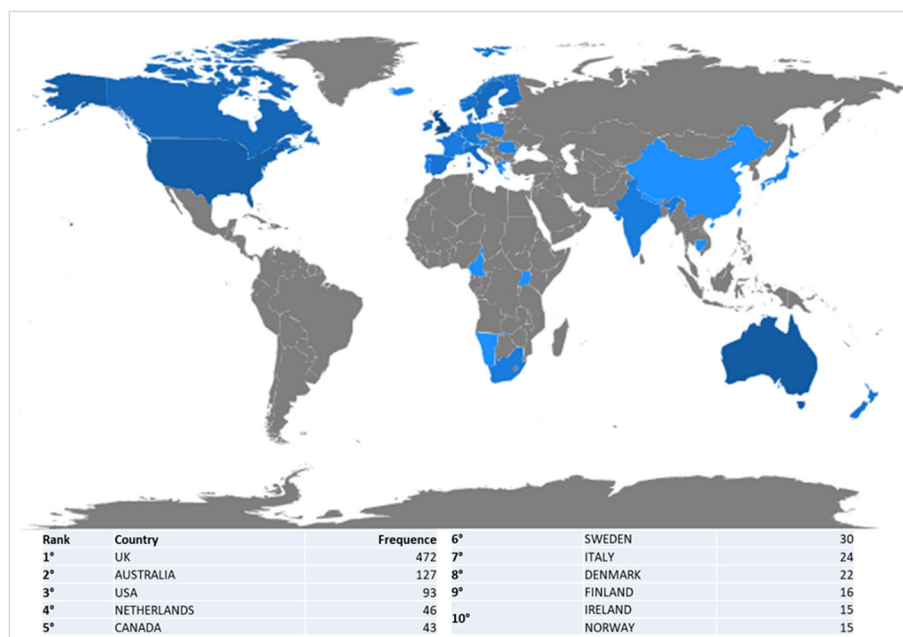 Rank Country Frequence
1° UK 472
2° AUSTRALIA 127
3° USA 93
4° NETHERLANDS 46
5° CANADA 43
6° SWEDEN 30
7° ITALY 24
8° DENMARK 22
9° FINLAND 16
10° IRELAND 15
NORWAY 15